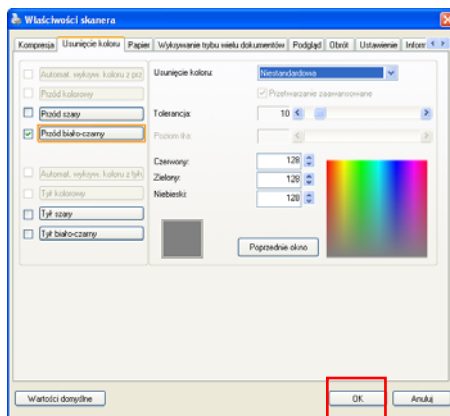 Właściwości skanera
Kompresja Usunięcie koloru Papier Wykrywanie trybu wielu dokumentów Podgląd Obrót Ustawienie Inform
Automat. wykryw. koloru z prz
Przód kolorowy
Przód szary
Przód biało-czarny
Automat. wykryw. koloru z tyłu
Tył kolorowy
Tył szary
Tył biało-czarny
Usunięcie koloru: Niestandardowa
Przetwarzanie zaawansowane
Tolerancja: 10
Poziom tła:
Czerwony: 128
Zielony: 128
Niebieski: 128
Poprzednie okno
Wartości domyślne OK Anuluj